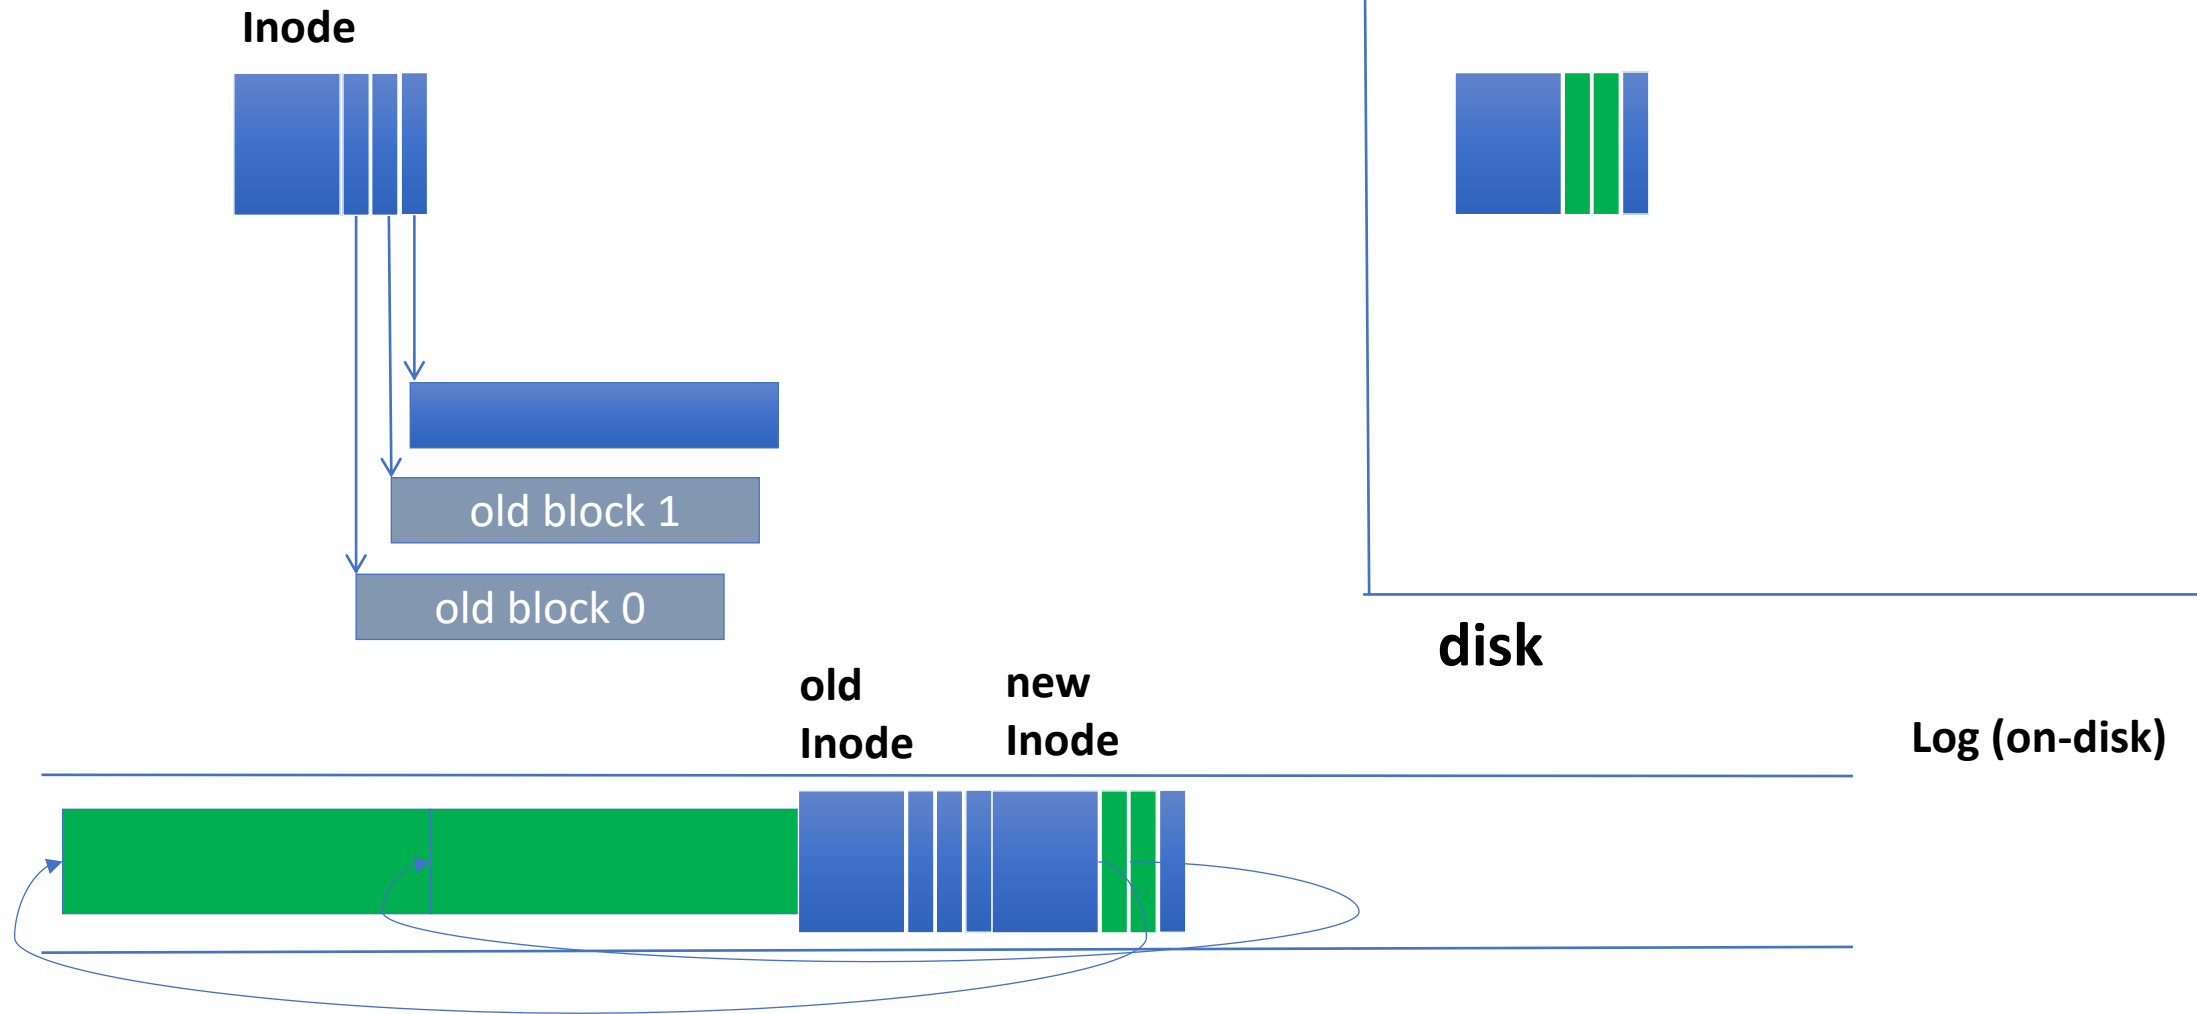 Inode
old block 1
old block 0
disk
old
Inode
new
Inode
Log (on-disk)